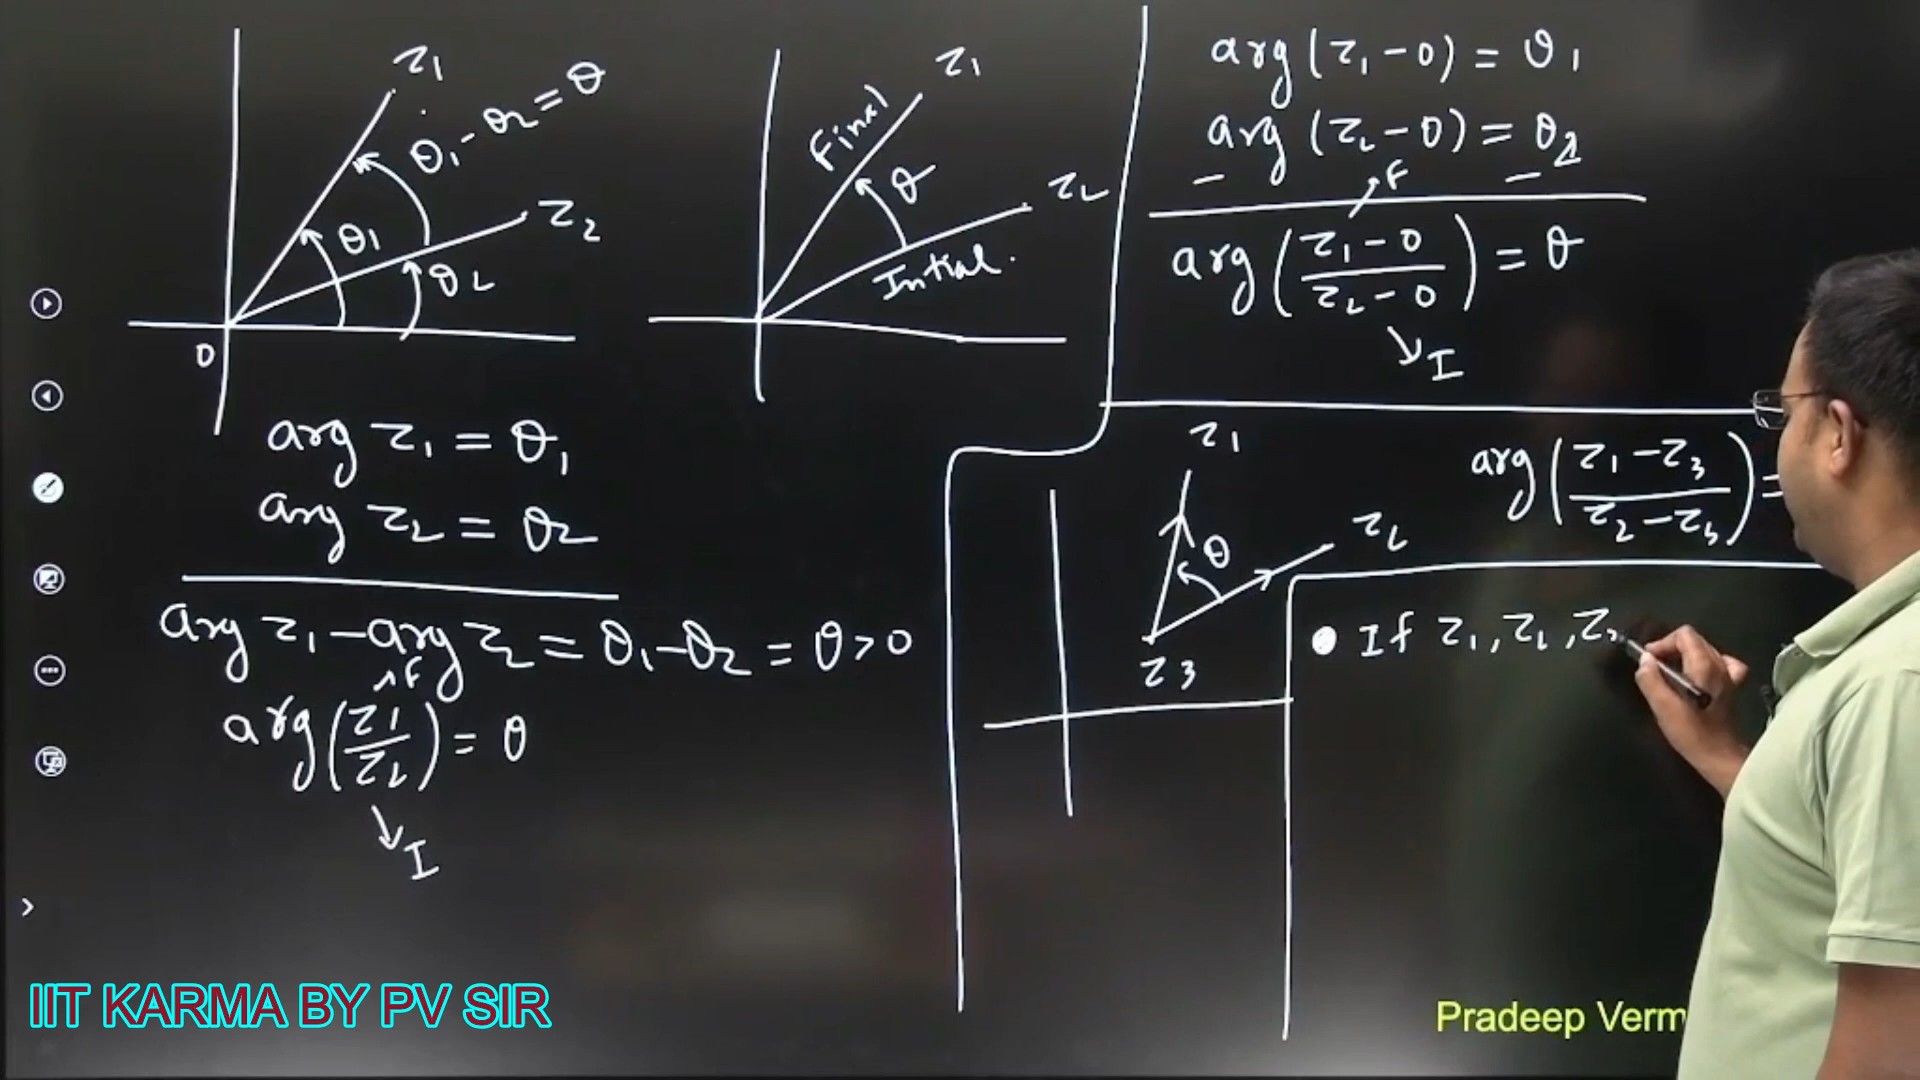 z1
θ1 - θ2 = θ
z2
θ1
θ2
0
arg z1 = θ1
arg z2 = θ2
arg z1 - arg z2 = θ1 - θ2 = θ > 0
F
arg(z1/z2) = θ
I
z1
Final
θ
z2
Intial.
arg(z1 - 0) = θ1
arg(z2 - 0) = θ2
- -
F
arg((z1 - 0)/(z2 - 0)) = θ
I
z1
θ
z2
z3
arg((z1 - z3)/(z2 - z3)) =
• If z1, z2, z3
IIT KARMA BY PV SIR
Pradeep Verm